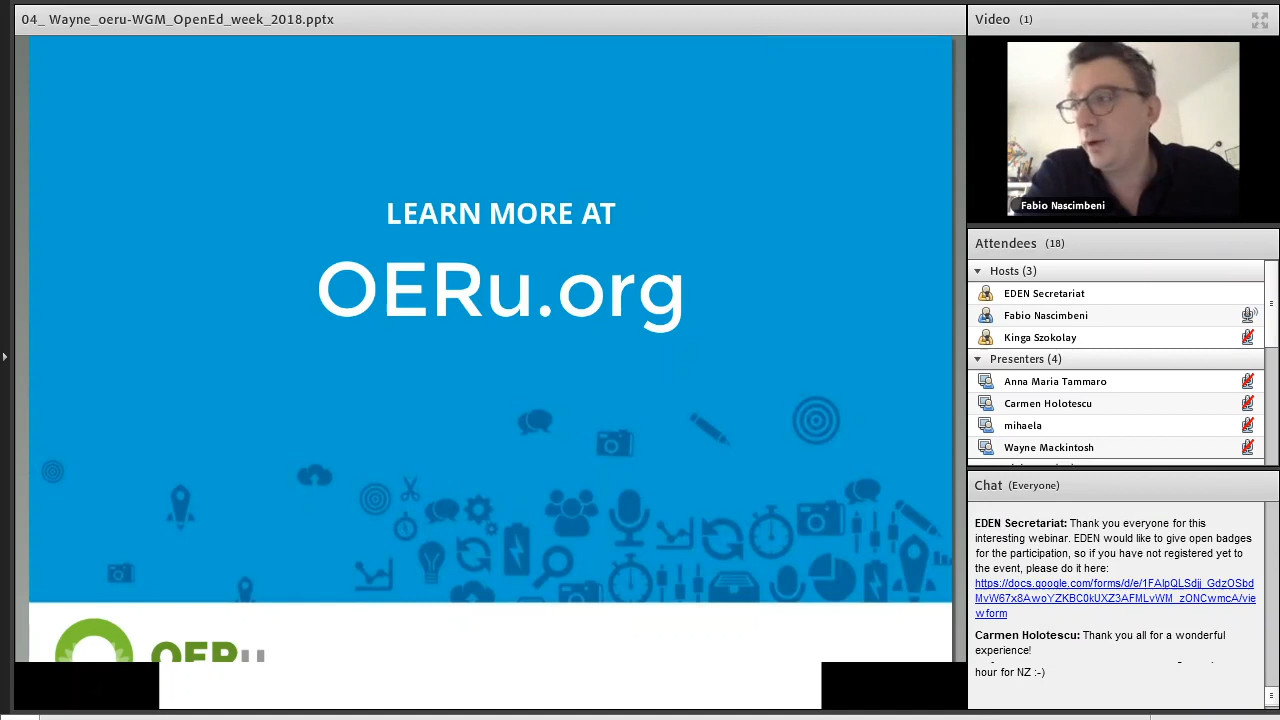 04_ Wayne_oeru-WGM_OpenEd_week_2018.pptx
LEARN MORE AT
OERu.org
OERu
Video (1)
Fabio Nascimbeni
Attendees (18)
Hosts (3)
EDEN Secretariat
Fabio Nascimbeni
Kinga Szokolay
Presenters (4)
Anna Maria Tammaro
Carmen Holotescu
mihaela
Wayne Mackintosh
Chat (Everyone)
EDEN Secretariat: Thank you everyone for this
interesting webinar. EDEN would like to give open badges
for the participation, so if you have not registered yet to
the event, please do it here:
https://docs.google.com/forms/d/e/1FAIpQLSdjj_GdzOSbd
MvW67x8AwoYZKBC0kUXZ3AFMLvWM_zONCwmcA/vie
wform
Carmen Holotescu: Thank you all for a wonderful
experience!
hour for NZ :-)